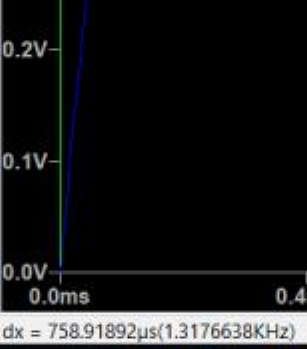 0.2V
0.1V
0.0V
0.0ms
0.4
dx = 758.91892µs(1.3176638KHz)